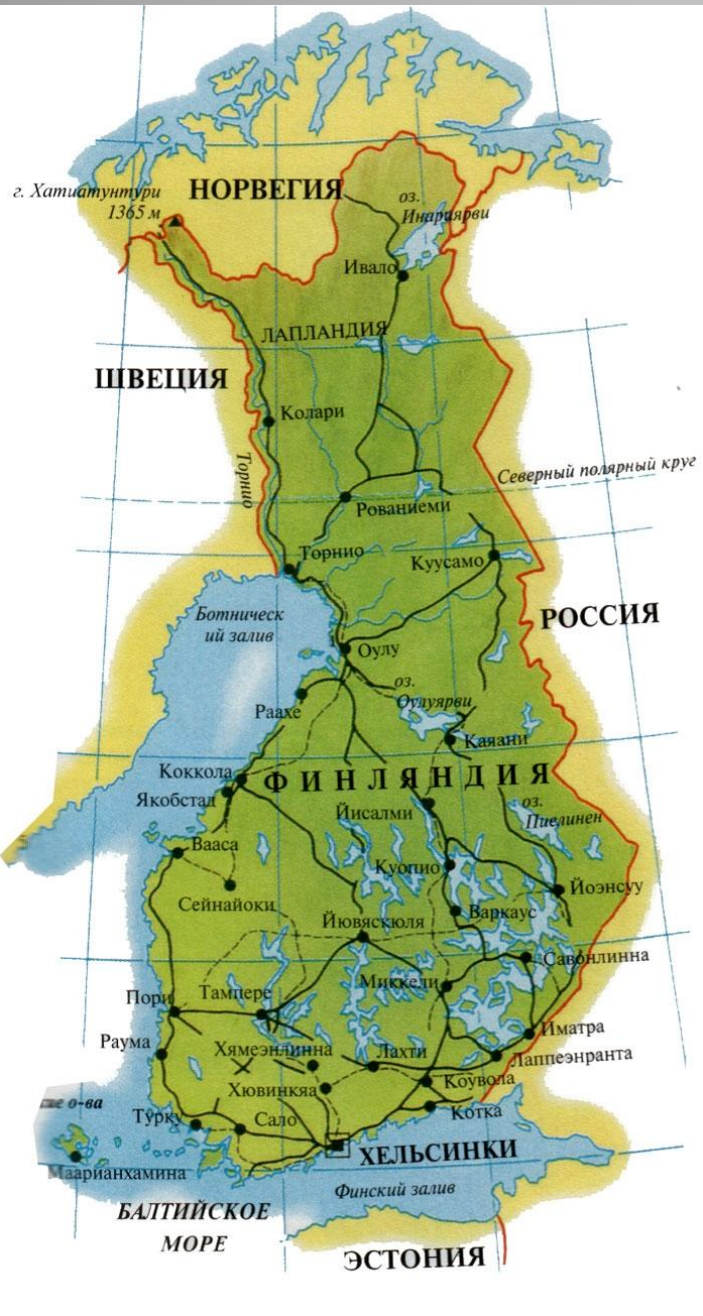 г. Хатиатунтури
1365 м
НОРВЕГИЯ
оз.
Инариярви
Ивало
ЛАПЛАНДИЯ
ШВЕЦИЯ
Колари
Торнио
Северный полярный круг
Рованиеми
Торнио
Куусамо
Ботническ
ий залив
РОССИЯ
Оулу
оз.
Оулуярви
Раахе
Каяани
Коккола
ФИНЛЯНДИЯ
Якобстад
Йисалми
оз.
Пиелинен
Вааса
Куопио
Йоэнсуу
Сейнайоки
Варкаус
Йювяскюля
Савонлинна
Миккели
Пори
Тампере
Иматра
Раума
Хямеэнлинна
Лахти
Лаппеэнранта
Хювинкяа
Коувола
Котка
о-ва
Турку
Сало
ХЕЛЬСИНКИ
Маарианхамина
Финский залив
БАЛТИЙСКОЕ
МОРЕ
ЭСТОНИЯ